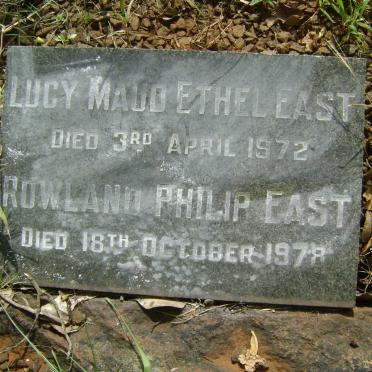 LUCY MAUD ETHEL EAST
DIED 3RD APRIL 1972
ROWLAND PHILIP EAST
DIED 18TH OCTOBER 1978